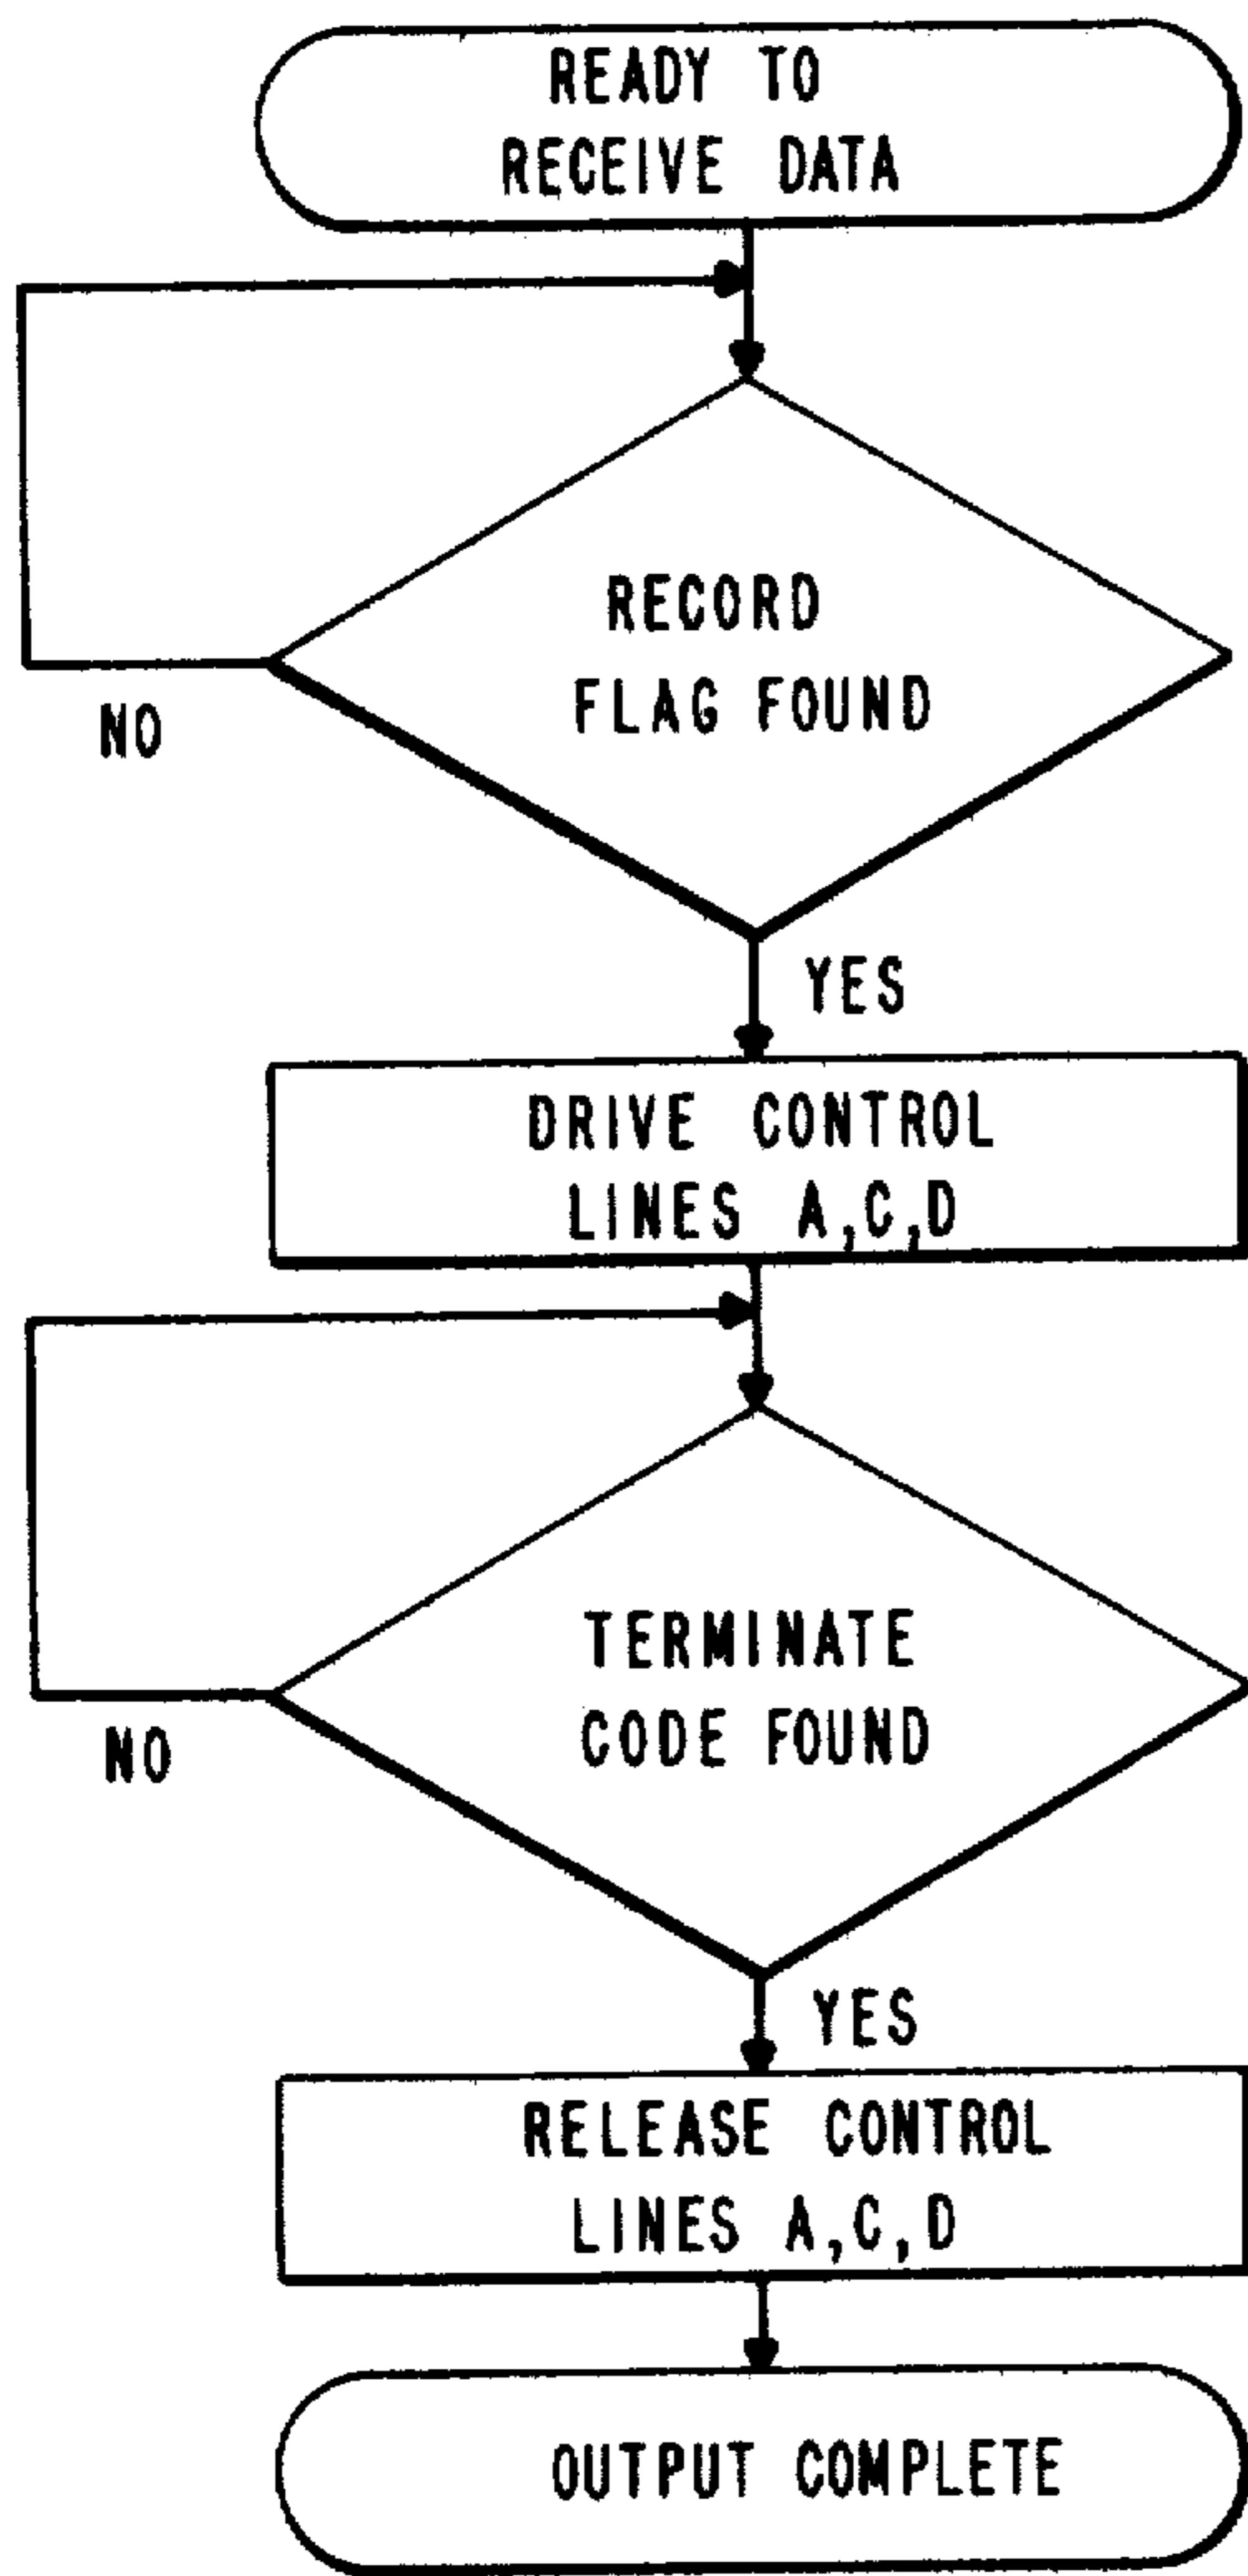 READY TO
RECEIVE DATA
RECORD
FLAG FOUND
NO
YES
DRIVE CONTROL
LINES A,C,D
TERMINATE
CODE FOUND
NO
YES
RELEASE CONTROL
LINES A,C,D
OUTPUT COMPLETE